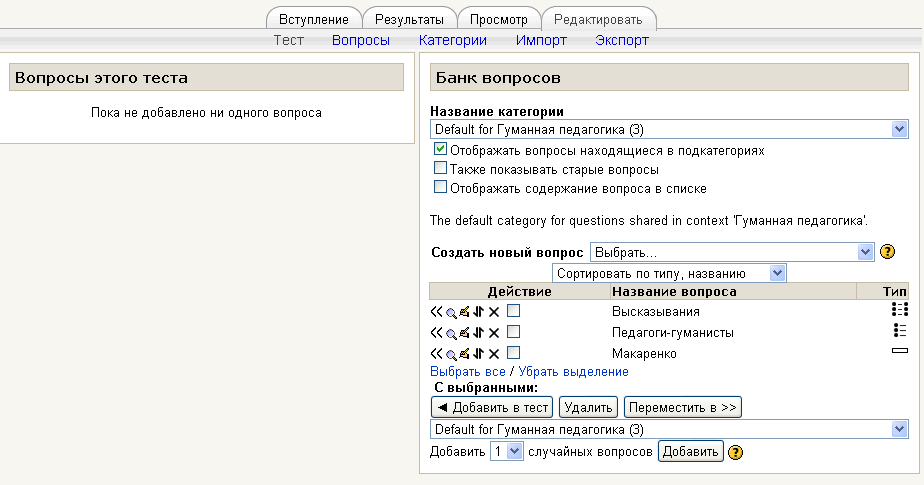 Вступление Результаты Просмотр Редактировать
Тест Вопросы Категории Импорт Экспорт
Вопросы этого теста
Пока не добавлено ни одного вопроса
Банк вопросов
Название категории
Default for Гуманная педагогика (3)
Отображать вопросы находящиеся в подкатегориях
Также показывать старые вопросы
Отображать содержание вопроса в списке
The default category for questions shared in context 'Гуманная педагогика'.
Создать новый вопрос Выбрать... ?
Сортировать по типу, названию
Действие Название вопроса Тип
Высказывания
Педагоги-гуманисты
Макаренко
Выбрать все / Убрать выделение
С выбранными:
◄ Добавить в тест Удалить Переместить в >>
Default for Гуманная педагогика (3)
Добавить 1 случайных вопросов Добавить ?